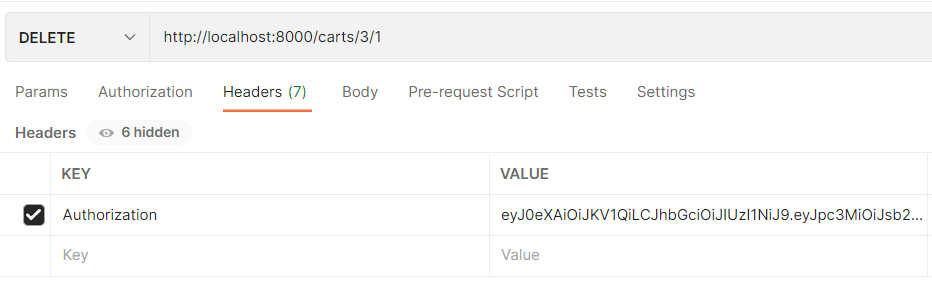 DELETE http://localhost:8000/carts/3/1
Params Authorization Headers (7) Body Pre-request Script Tests Settings
Headers 6 hidden
KEY VALUE
Authorization eyJ0eXAiOiJKV1QiLCJhbGciOiJIUzI1NiJ9.eyJpc3MiOiJsb2...
Key Value